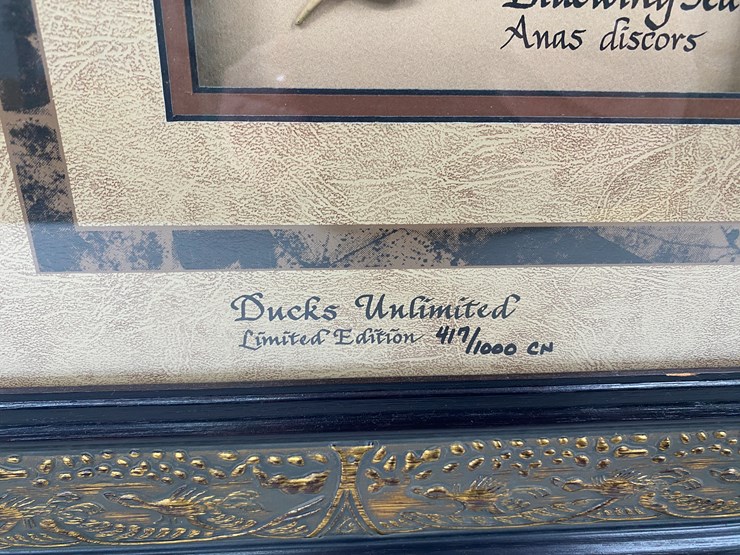 Anas discors
Ducks Unlimited
Limited Edition 417/1000 CN